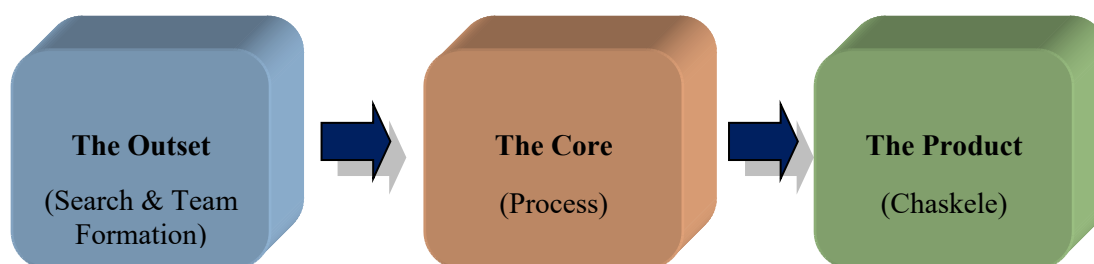 The Outset
(Search & Team
Formation)
The Core
(Process)
The Product
(Chaskele)